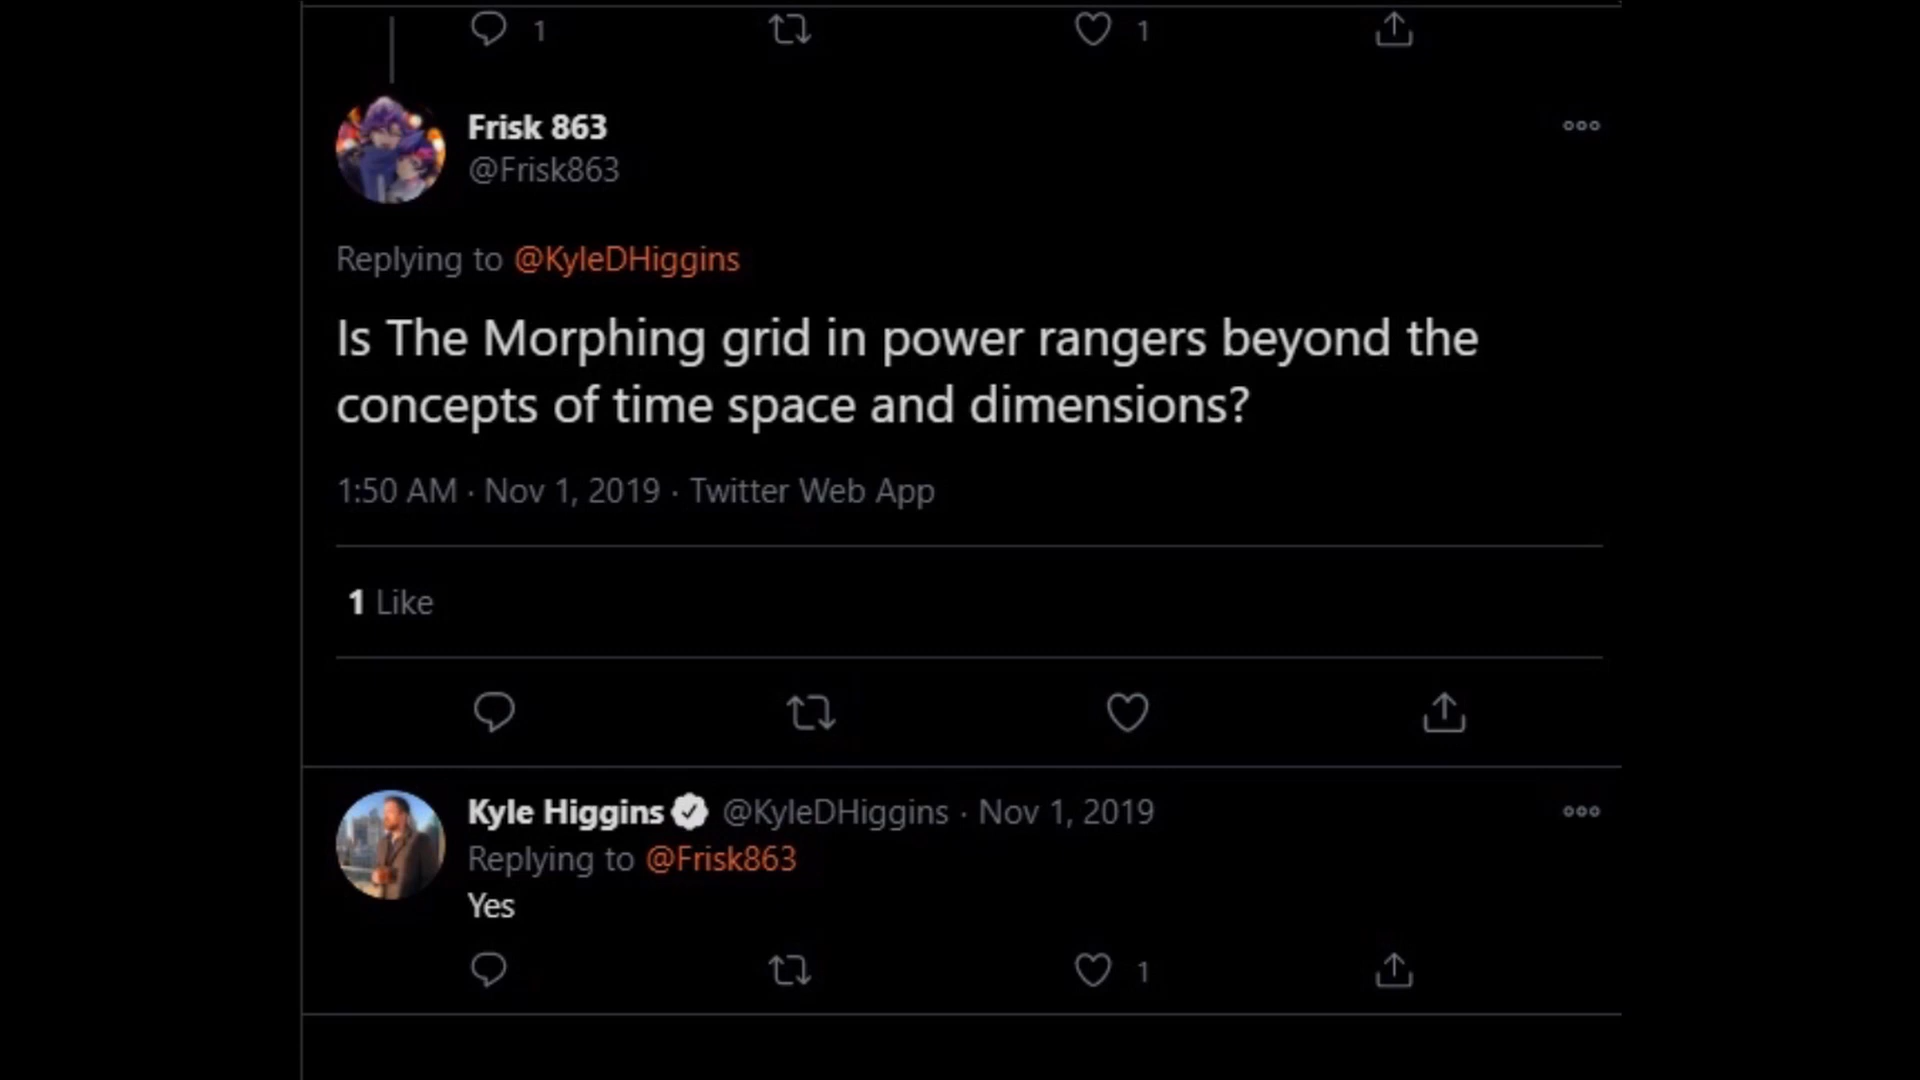 1 1
Frisk 863
@Frisk863
Replying to @KyleDHiggins
Is The Morphing grid in power rangers beyond the
concepts of time space and dimensions?
1:50 AM · Nov 1, 2019 · Twitter Web App
1 Like
Kyle Higgins @KyleDHiggins · Nov 1, 2019
Replying to @Frisk863
Yes
1